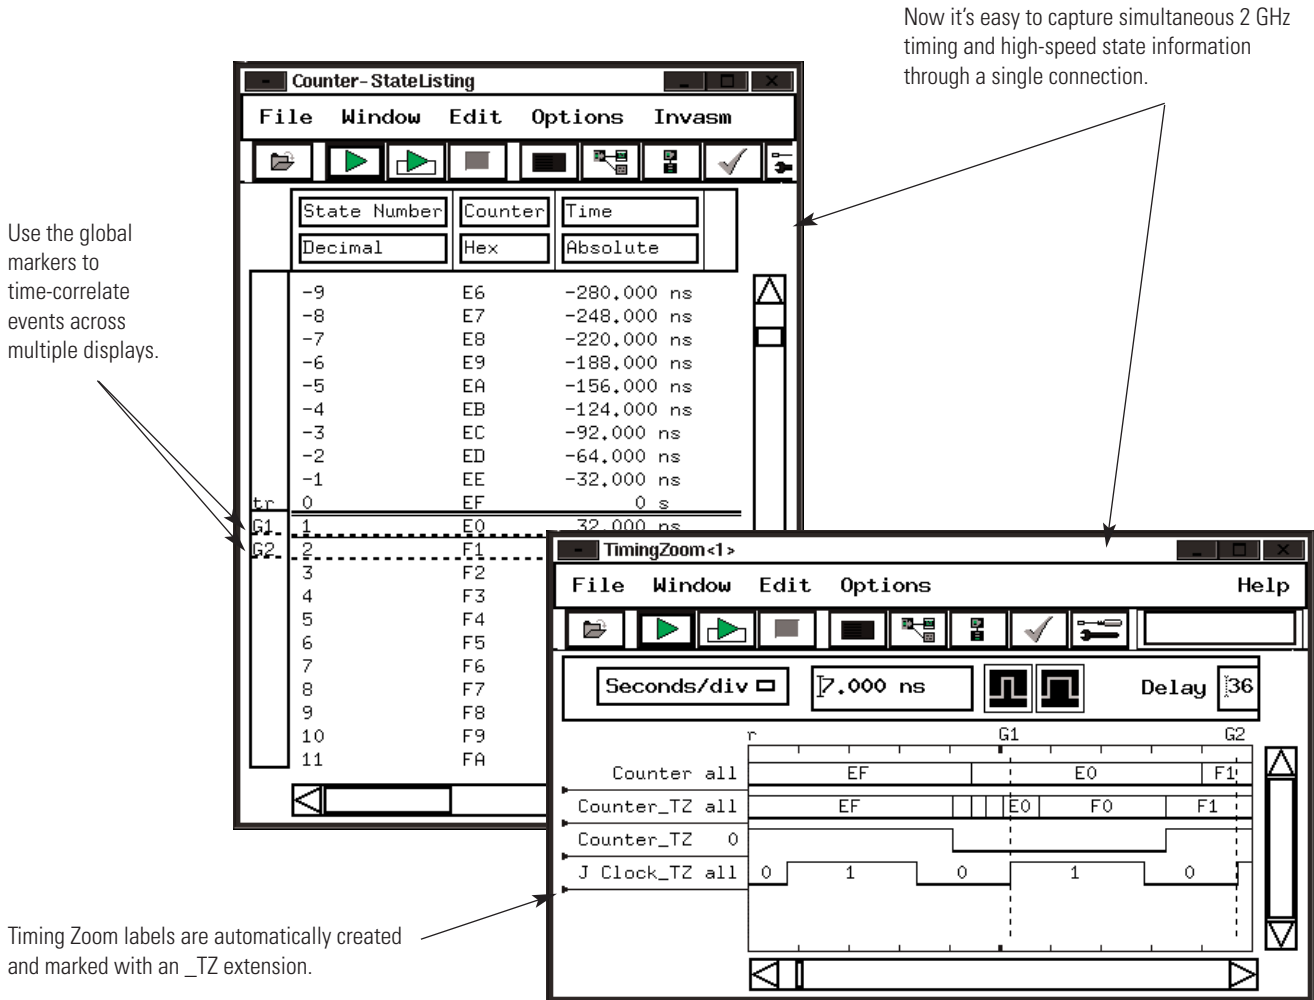 Now it's easy to capture simultaneous 2 GHz
timing and high-speed state information
through a single connection.
Counter-StateListing
File Window Edit Options Invasm
State Number Counter Time
Decimal Hex Absolute
Use the global
markers to
time-correlate
events across
multiple displays.
-9 E6 -280.000 ns
-8 E7 -248.000 ns
-7 E8 -220.000 ns
-6 E9 -188.000 ns
-5 EA -156.000 ns
-4 EB -124.000 ns
-3 EC -92.000 ns
-2 ED -64.000 ns
-1 EE -32.000 ns
tr 0 EF 0 s
G1 1 E0 32.000 ns
G2 2 F1
3 F2
4 F3
5 F4
6 F5
7 F6
8 F7
9 F8
10 F9
11 FA
TimingZoom<1>
File Window Edit Options Help
Seconds/div 7.000 ns Delay 36
r G1 G2
Counter all EF E0 F1
Counter_TZ all EF E0 F0 F1
Counter_TZ 0
J Clock_TZ all 0 1 0 1 0
Timing Zoom labels are automatically created
and marked with an _TZ extension.